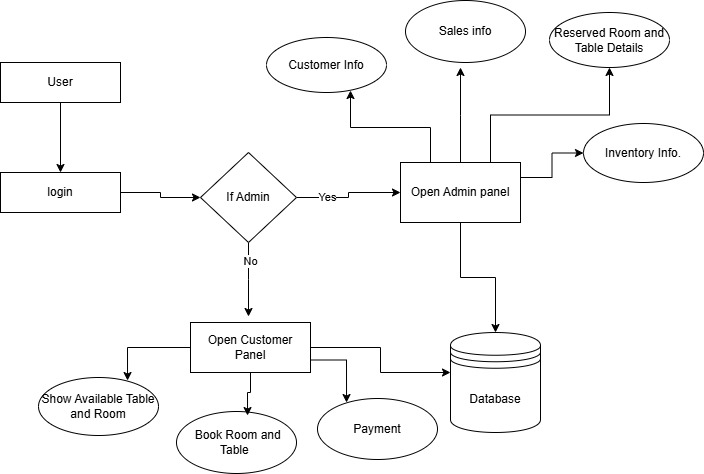 Sales info
Reserved Room and
Table Details
Customer Info
User
Inventory Info.
login
If Admin
Yes
Open Admin panel
No
Open Customer
Panel
Show Available Table
and Room
Database
Payment
Book Room and
Table